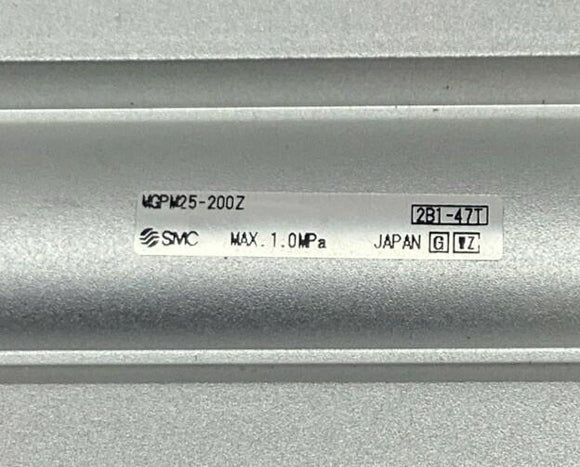 MGPM25-200Z
2B1-47T
SMC MAX.1.0MPa JAPAN G